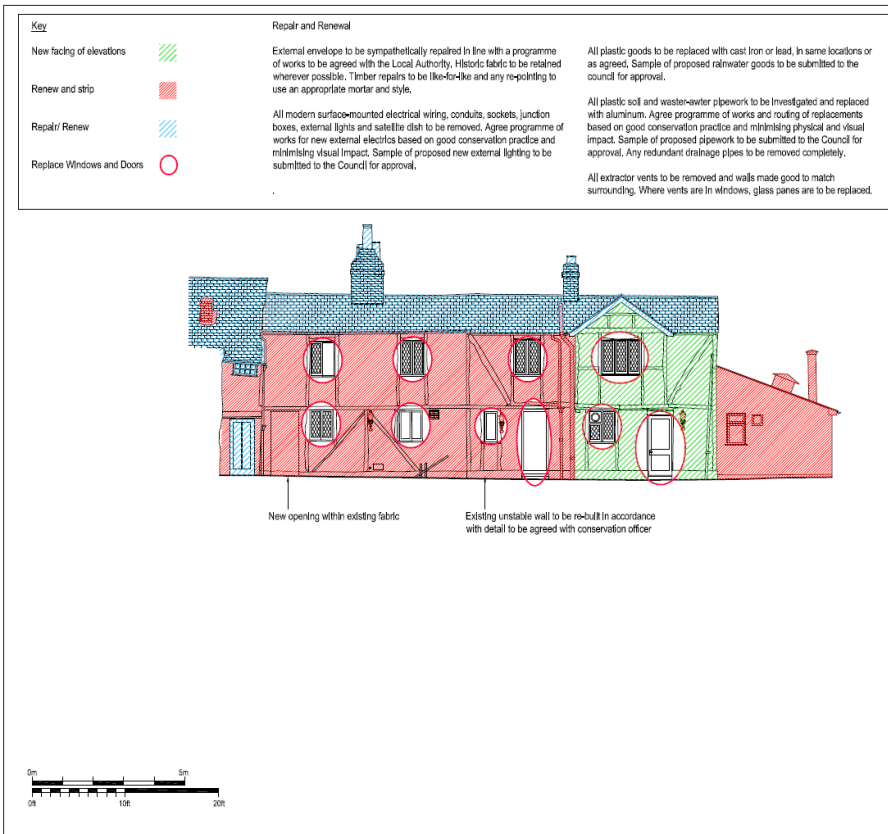 Key
New facing of elevations
Renew and strip
Repair/ Renew
Replace Windows and Doors
Repair and Renewal
External envelope to be sympathetically repaired in line with a programme
of works to be agreed with the Local Authority. Historic fabric to be retained
wherever possible. Timber repairs to be like-for-like and any re-pointing to
use an appropriate mortar and style.
All modern surface-mounted electrical wiring, conduits, sockets, junction
boxes, external lights and satellite dish to be removed. Agree programme of
works for new external electrics based on good conservation practice and
minimising visual impact. Sample of proposed new external lighting to be
submitted to the Council for approval.
.
All plastic goods to be replaced with cast iron or lead, in same locations or
as agreed. Sample of proposed rainwater goods to be submitted to the
council for approval.
All plastic soil and waster-awter pipework to be investigated and replaced
with aluminum. Agree programme of works and routing of replacements
based on good conservation practice and minimising physical and visual
impact. Sample of proposed pipework to be submitted to the Council for
approval. Any redundant drainage pipes to be removed completely.
All extractor vents to be removed and walls made good to match
surrounding. Where vents are in windows, glass panes are to be replaced.
New opening within existing fabric
Existing unstable wall to be re-built in accordance
with detail to be agreed with conservation officer
0m 5m
0ft 10ft 20ft